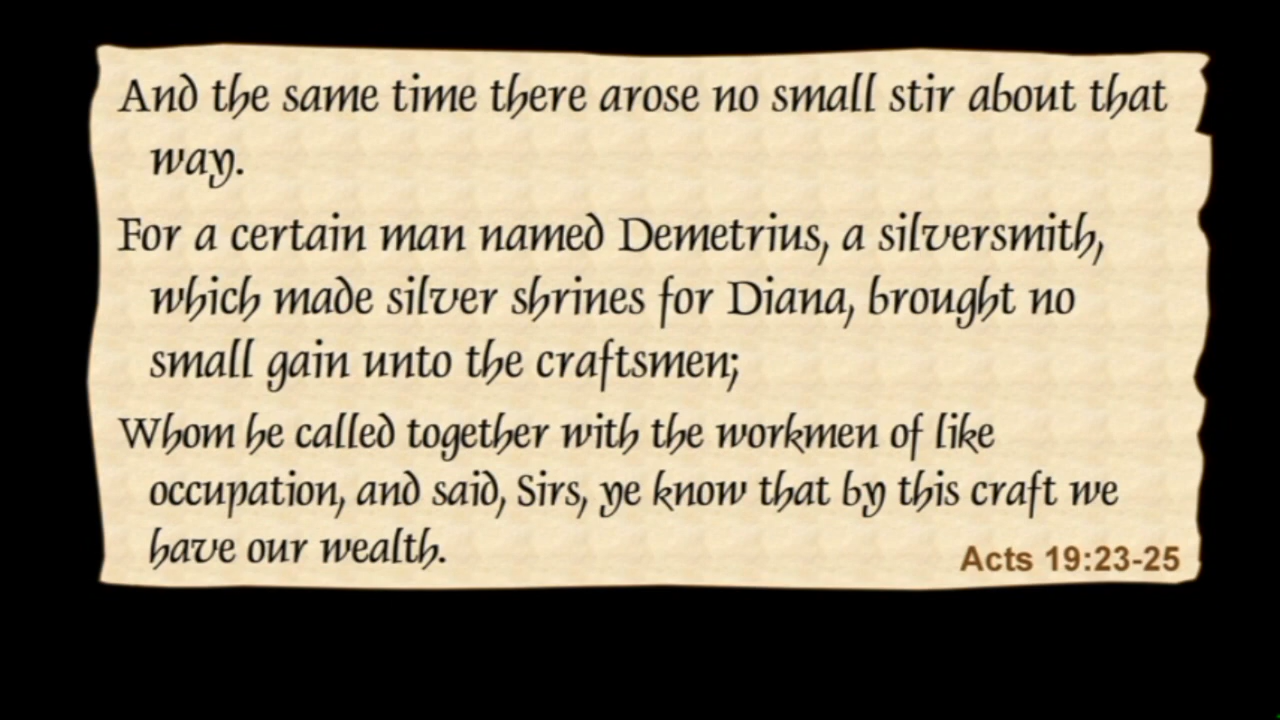 And the same time there arose no small stir about that
way.
For a certain man named Demetrius, a silversmith,
which made silver shrines for Diana, brought no
small gain unto the craftsmen;
Whom he called together with the workmen of like
occupation, and said, Sirs, ye know that by this craft we
have our wealth.
Acts 19:23-25